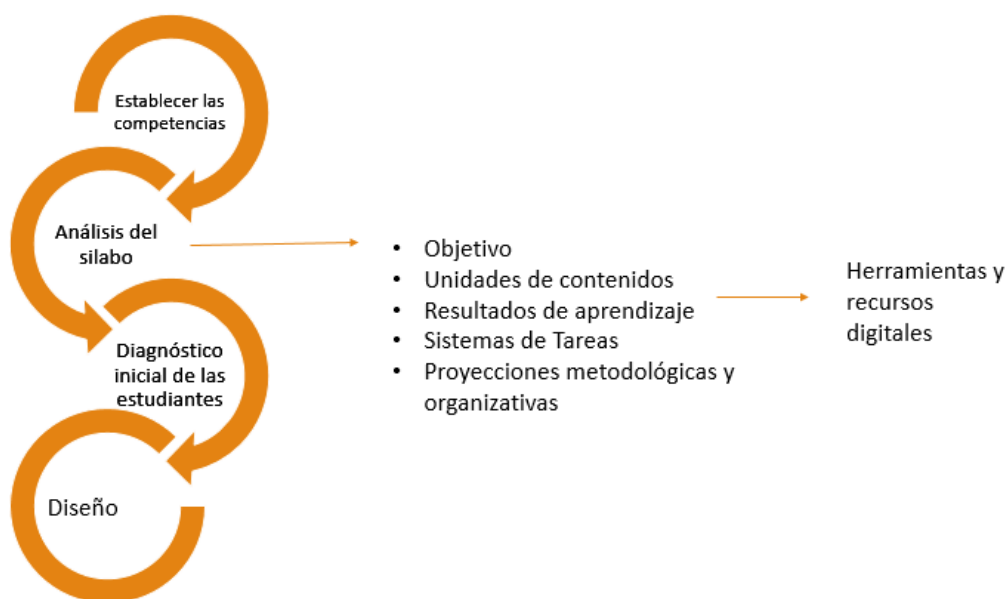 Establecer las
competencias
Análisis del
silabo
Diagnóstico
inicial de las
estudiantes
Diseño
• Objetivo
• Unidades de contenidos
• Resultados de aprendizaje
• Sistemas de Tareas
• Proyecciones metodológicas y
organizativas
Herramientas y
recursos
digitales